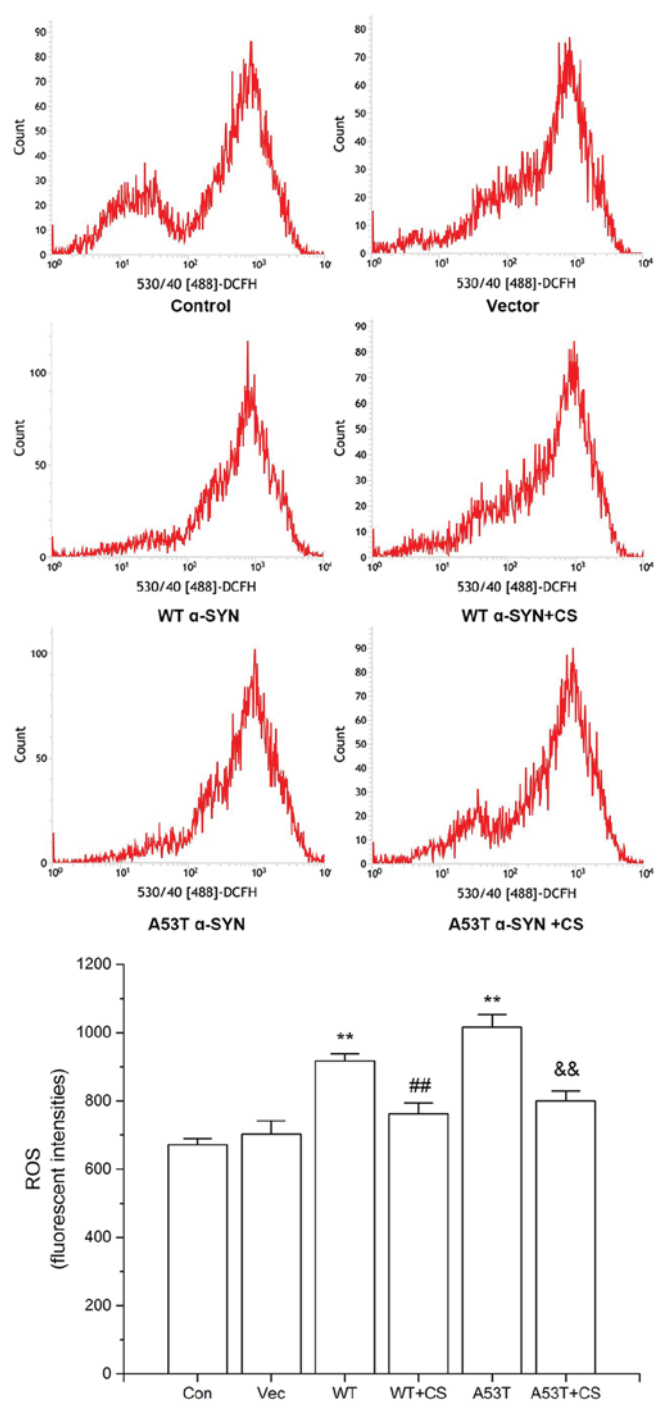 90
80
70
60
50
40
30
20
10
0
Count
10⁰ 10¹ 10² 10³ 10⁴
530/40 [488]-DCFH
Control
80
70
60
50
40
30
20
10
0
Count
10⁰ 10¹ 10² 10³ 10⁴
530/40 [488]-DCFH
Vector
100
50
0
Count
10⁰ 10¹ 10² 10³ 10⁴
530/40 [488]-DCFH
WT α-SYN
90
80
70
60
50
40
30
20
10
0
Count
10⁰ 10¹ 10² 10³ 10⁴
530/40 [488]-DCFH
WT α-SYN+CS
100
50
0
Count
10⁰ 10¹ 10² 10³ 10⁴
530/40 [488]-DCFH
A53T α-SYN
90
80
70
60
50
40
30
20
10
0
Count
10⁰ 10¹ 10² 10³ 10⁴
530/40 [488]-DCFH
A53T α-SYN +CS
ROS
(fluorescent intensities)
1200
1000
800
600
400
200
0
**
##
**
&&
Con Vec WT WT+CS A53T A53T+CS